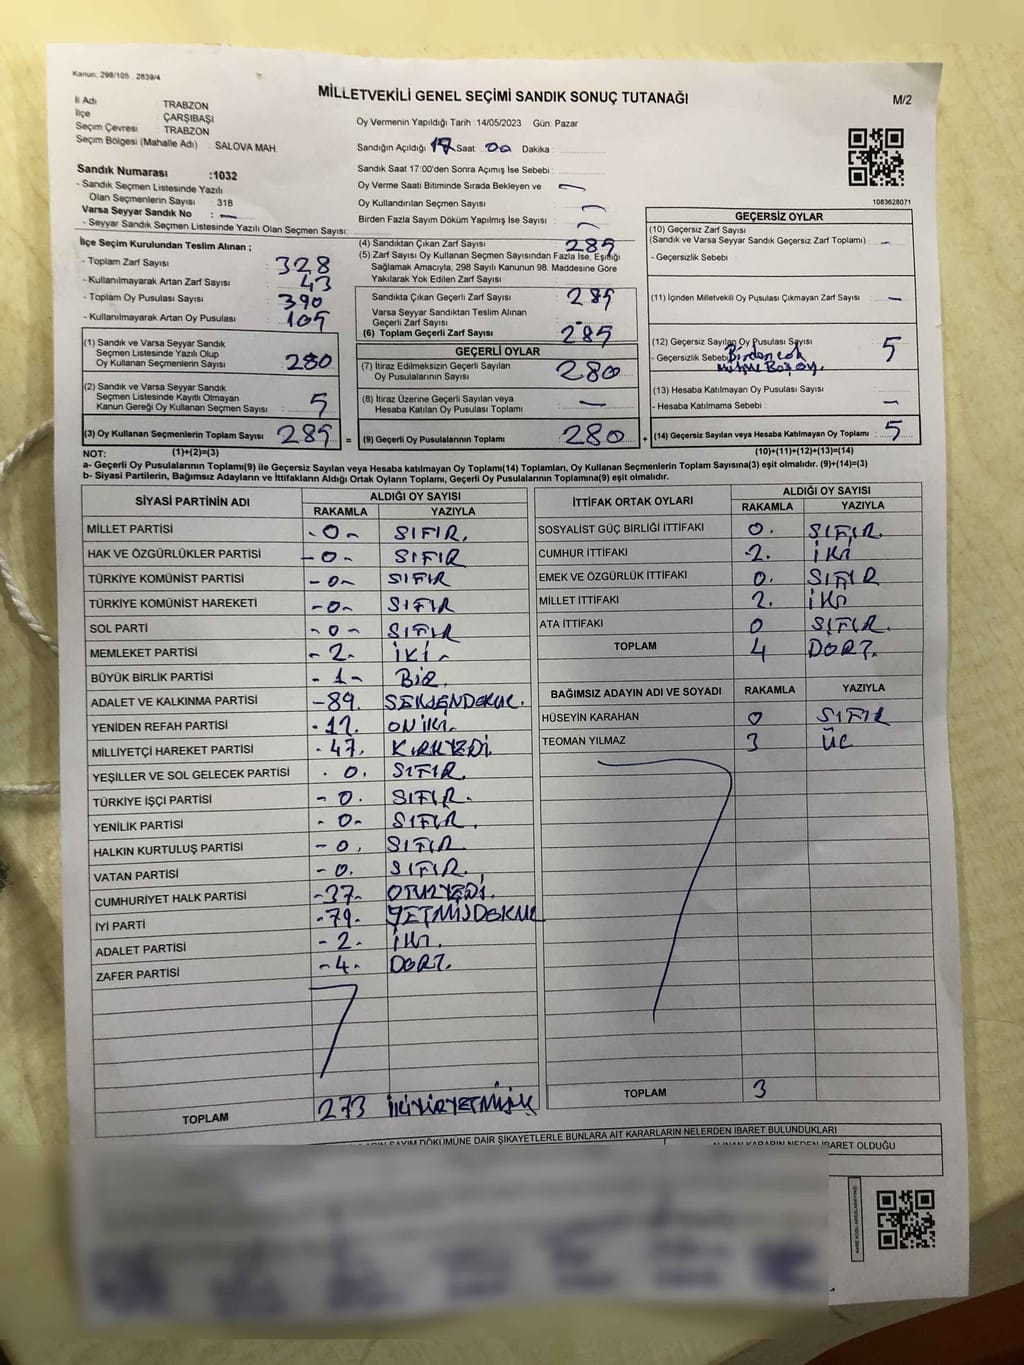 Kanun: 298/105 . 2839/4
MİLLETVEKİLİ GENEL SEÇİMİ SANDIK SONUÇ TUTANAĞI
M/2
İl Adı : TRABZON
İlçe : ÇARŞIBAŞI
Seçim Çevresi : TRABZON
Seçim Bölgesi (Mahalle Adı) : SALOVA MAH.
Oy Vermenin Yapıldığı Tarih :14/05/2023 Gün: Pazar
Sandığın Açıldığı 17 Saat 00 Dakika :
Sandık Saat 17:00'den Sonra Açımış İse Sebebi :
Oy Verme Saati Bitiminde Sırada Bekleyen ve
Oy Kullandırılan Seçmen Sayısı :
Birden Fazla Sayım Döküm Yapılmış İse Sayısı :
1083628071
Sandık Numarası :1032
- Sandık Seçmen Listesinde Yazılı
Olan Seçmenlerin Sayısı : 318
Varsa Seyyar Sandık No : —
- Seyyar Sandık Seçmen Listesinde Yazılı Olan Seçmen Sayısı:
İlçe Seçim Kurulundan Teslim Alınan ;
- Toplam Zarf Sayısı : 328
- Kullanılmayarak Artan Zarf Sayısı : 43
- Toplam Oy Pusulası Sayısı : 390
- Kullanılmayarak Artan Oy Pusulası : 105
(1) Sandık ve Varsa Seyyar Sandık
Seçmen Listesinde Yazılı Olup
Oy Kullanan Seçmenlerin Sayısı 280
(2) Sandık ve Varsa Seyyar Sandık
Seçmen Listesinde Kayıtlı Olmayan
Kanun Gereği Oy Kullanan Seçmen Sayısı 5
(3) Oy Kullanan Seçmenlerin Toplam Sayısı 285
(4) Sandıktan Çıkan Zarf Sayısı : 285
(5) Zarf Sayısı Oy Kullanan Seçmen Sayısından Fazla İse, Eşitliği
Sağlamak Amacıyla, 298 Sayılı Kanunun 98. Maddesine Göre
Yakılarak Yok Edilen Zarf Sayısı :
Sandıkta Çıkan Geçerli Zarf Sayısı : 285
Varsa Seyyar Sandıktan Teslim Alınan
Geçerli Zarf Sayısı :
(6) Toplam Geçerli Zarf Sayısı : 285
GEÇERLİ OYLAR
(7) İtiraz Edilmeksizin Geçerli Sayılan
Oy Pusulalarının Sayısı : 280
(8) İtiraz Üzerine Geçerli Sayılan veya
Hesaba Katılan Oy Pusulası Toplamı : —
= (9) Geçerli Oy Pusulalarının Toplamı : 280
GEÇERSİZ OYLAR
(10) Geçersiz Zarf Sayısı
(Sandık ve Varsa Seyyar Sandık Geçersiz Zarf Toplamı) : —
- Geçersizlik Sebebi :
(11) İçinden Milletvekili Oy Pusulası Çıkmayan Zarf Sayısı : —
(12) Geçersiz Sayılan Oy Pusulası Sayısı 5
- Geçersizlik Sebebi Birden çok
mühür Boş oy.
(13) Hesaba Katılmayan Oy Pusulası Sayısı :
- Hesaba Katılmama Sebebi : —
+ (14) Geçersiz Sayılan veya Hesaba Katılmayan Oy Toplamı : 5
NOT: (1)+(2)=(3)
(10)+(11)+(12)+(13)=(14)
a- Geçerli Oy Pusulalarının Toplamı(9) ile Geçersiz Sayılan veya Hesaba katılmayan Oy Toplamı(14) Toplamları, Oy Kullanan Seçmenlerin Toplam Sayısına(3) eşit olmalıdır. (9)+(14)=(3)
b- Siyasi Partilerin, Bağımsız Adayların ve İttifakların Aldığı Ortak Oyların Toplamı, Geçerli Oy Pusulalarının Toplamına(9) eşit olmalıdır.
SİYASİ PARTİNİN ADI ALDIĞI OY SAYISI
RAKAMLA YAZIYLA
MİLLET PARTİSİ -0- SIFIR.
HAK VE ÖZGÜRLÜKLER PARTİSİ -0- SIFIR
TÜRKİYE KOMÜNİST PARTİSİ -0- SIFIR
TÜRKİYE KOMÜNİST HAREKETİ -0- SIFIR
SOL PARTİ -0- SIFIR
MEMLEKET PARTİSİ -2- İKİ-
BÜYÜK BİRLİK PARTİSİ -1- BİR
ADALET VE KALKINMA PARTİSİ -89. SEKSENDOKUZ.
YENİDEN REFAH PARTİSİ -12. ON İKİ.
MİLLİYETÇİ HAREKET PARTİSİ -47. KIRKYEDİ.
YEŞİLLER VE SOL GELECEK PARTİSİ -0. SIFIR.
TÜRKİYE İŞÇİ PARTİSİ -0. SIFIR.
YENİLİK PARTİSİ -0- SIFIR.
HALKIN KURTULUŞ PARTİSİ -0. SIFIR
VATAN PARTİSİ -0. SIFIR.
CUMHURİYET HALK PARTİSİ -37- OTUZYEDİ.
İYİ PARTİ -79. YETMİŞDOKUZ
ADALET PARTİSİ -2. İKİ.
ZAFER PARTİSİ -4. DÖRT.
TOPLAM 273 İKİYÜZYETMİŞÜÇ
İTTİFAK ORTAK OYLARI ALDIĞI OY SAYISI
RAKAMLA YAZIYLA
SOSYALİST GÜÇ BİRLİĞİ İTTİFAKI 0. SIFIR.
CUMHUR İTTİFAKI -2. İKİ
EMEK VE ÖZGÜRLÜK İTTİFAKI 0. SIFIR
MİLLET İTTİFAKI 2. İKİ
ATA İTTİFAKI 0 SIFIR.
TOPLAM 4 DÖRT.
BAĞIMSIZ ADAYIN ADI VE SOYADI RAKAMLA YAZIYLA
HÜSEYİN KARAHAN 0 SIFIR
TEOMAN YILMAZ 3 ÜÇ
TOPLAM 3
SAYIM DÖKÜMÜNE DAİR ŞİKAYETLERLE BUNLARA AİT KARARLARIN NELERDEN İBARET BULUNDUKLARI
ALINAN KARARIN NEDEN İBARET OLDUĞU